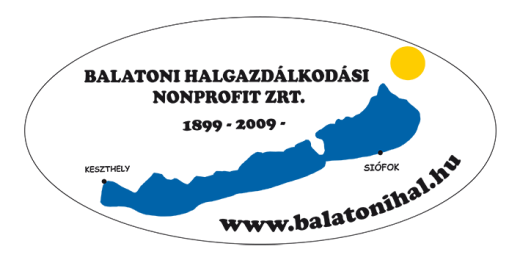 BALATONI HALGAZDÁLKODÁSI
NONPROFIT ZRT.
1899 - 2009 -
KESZTHELY
SIÓFOK
www.balatonihal.hu